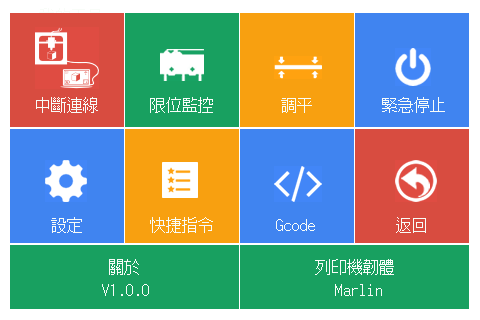 中斷連線
限位監控
調平
緊急停止
設定
快捷指令
Gcode
返回
關於
V1.0.0
列印機韌體
Marlin